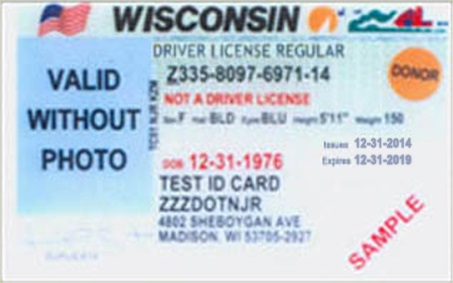 WISCONSIN
DRIVER LICENSE REGULAR
Z335-8097-6971-14
DONOR
NOT A DRIVER LICENSE
Sex F Hair BLD Eyes BLU Height 5'11" Weight 150
VALID
WITHOUT
PHOTO
Issues 12-31-2014
Expires 12-31-2019
DOB 12-31-1976
TEST ID CARD
ZZZDOTNJR
4802 SHEBOYGAN AVE
MADISON, WI 53705-2927
SAMPLE